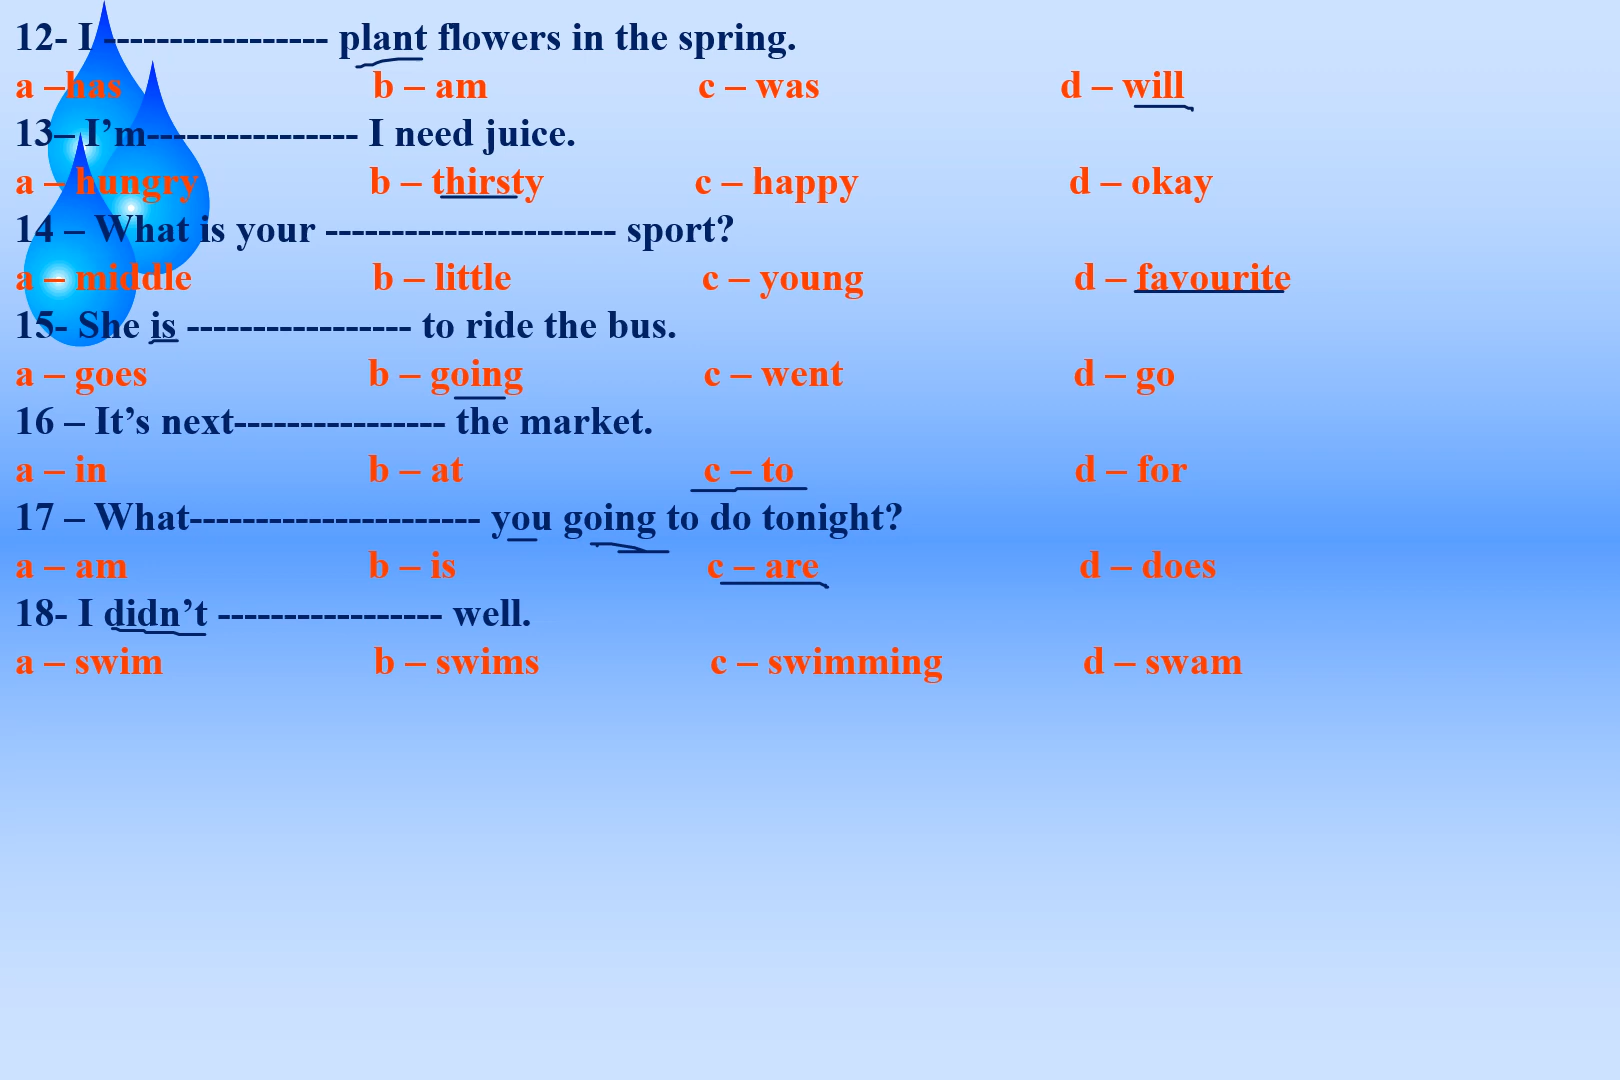 12- I ----------------- plant flowers in the spring.
a –has b – am c – was d – will
13– I’m---------------- I need juice.
a – hungry b – thirsty c – happy d – okay
14 – What is your ---------------------- sport?
a – middle b – little c – young d – favourite
15- She is ----------------- to ride the bus.
a – goes b – going c – went d – go
16 – It’s next---------------- the market.
a – in b – at c – to d – for
17 – What---------------------- you going to do tonight?
a – am b – is c – are d – does
18- I didn’t ----------------- well.
a – swim b – swims c – swimming d – swam